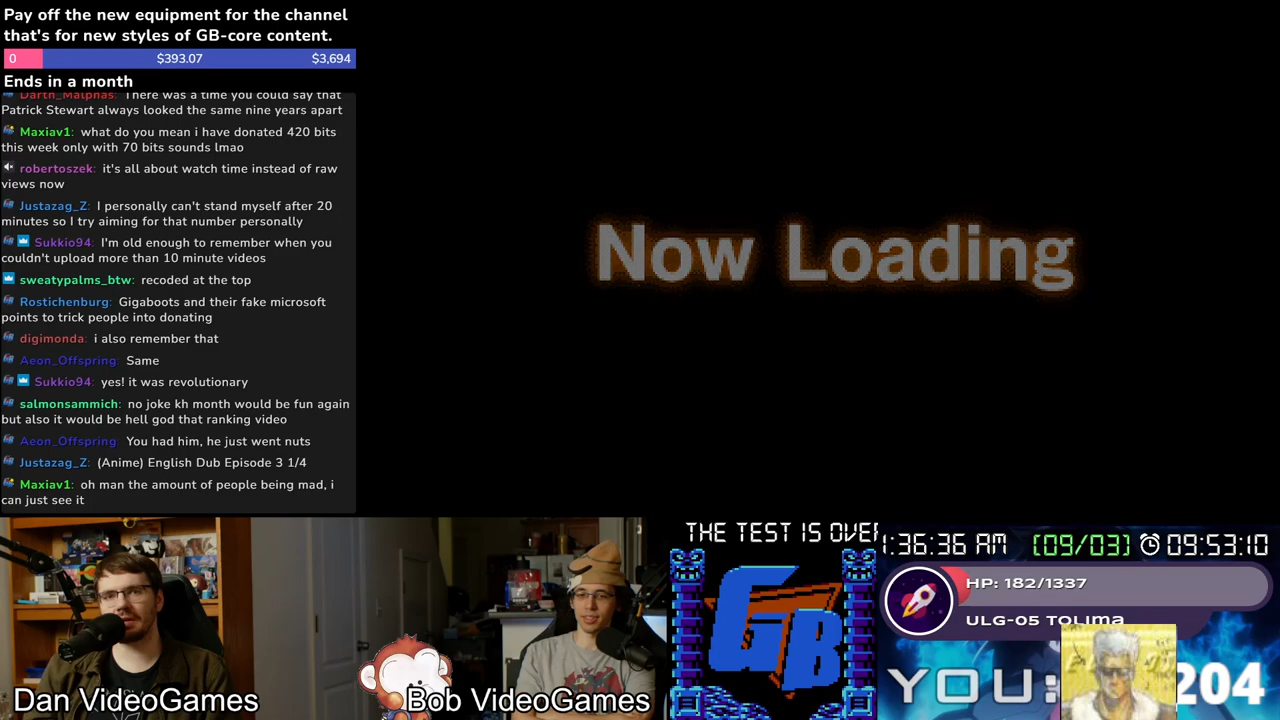 Pay off the new equipment for the channel
that's for new styles of GB-core content.
0 $393.07 $3,694
Ends in a month
Darth_Malphas: There was a time you could say that
Patrick Stewart always looked the same nine years apart
Maxiav1: what do you mean i have donated 420 bits
this week only with 70 bits sounds lmao
robertoszek: it's all about watch time instead of raw
views now
Justazag_Z: I personally can't stand myself after 20
minutes so I try aiming for that number personally
Sukkio94: I'm old enough to remember when you
couldn't upload more than 10 minute videos
sweatypalms_btw: recoded at the top
Rostichenburg: Gigaboots and their fake microsoft
points to trick people into donating
digimonda: i also remember that
Aeon_Offspring: Same
Sukkio94: yes! it was revolutionary
salmonsammich: no joke kh month would be fun again
but also it would be hell god that ranking video
Aeon_Offspring: You had him, he just went nuts
Justazag_Z: (Anime) English Dub Episode 3 1/4
Maxiav1: oh man the amount of people being mad, i
can just see it
Now Loading
Dan VideoGames
Bob VideoGames
THE TEST IS OVER
GB
:36:36 AM [09/03] 09:53:10
HP: 182/1337
ULG-05 TOLIMA
YOU: 204